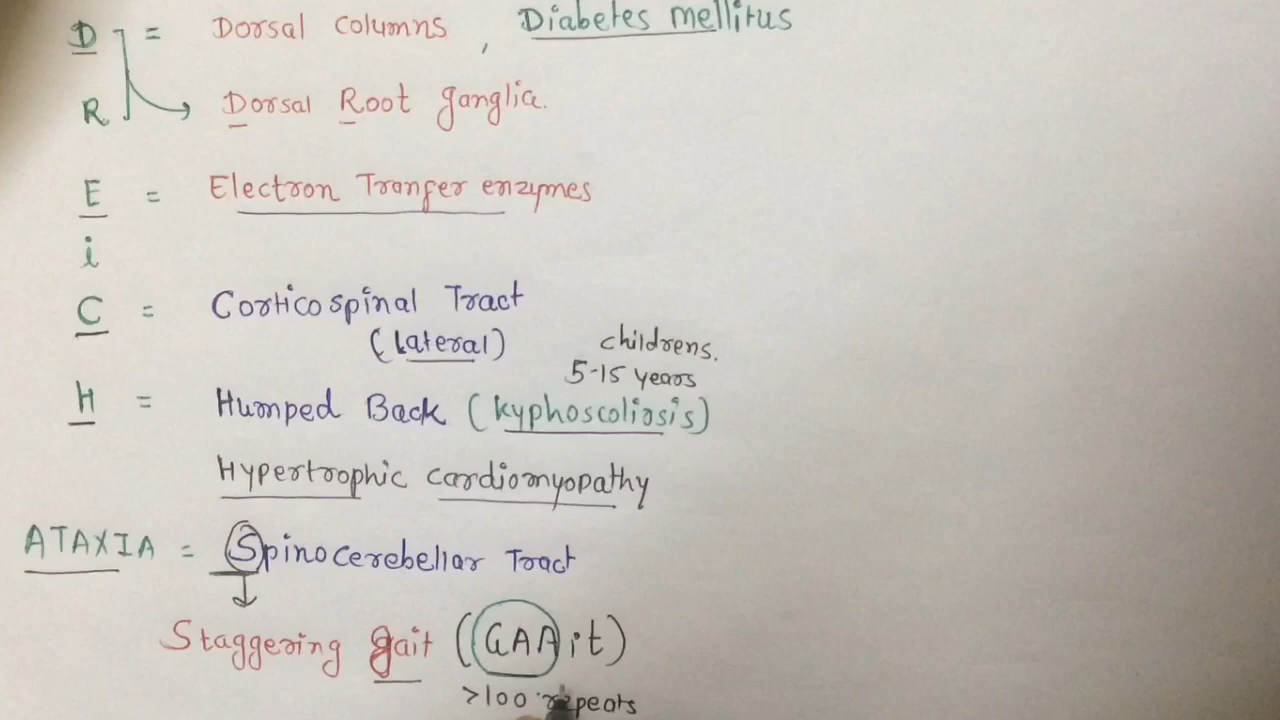 D = Dorsal columns, Diabetes mellitus
R Dorsal Root ganglia.
E = Electron Tranfer enzymes
i
C = Corticospinal Tract
(Lateral)
childrens.
5-15 years
H = Humped Back (kyphoscoliosis)
Hypertrophic cardiomyopathy
ATAXIA = Spinocerebellar Tract
Staggering gait (GAAit)
>100 repeats